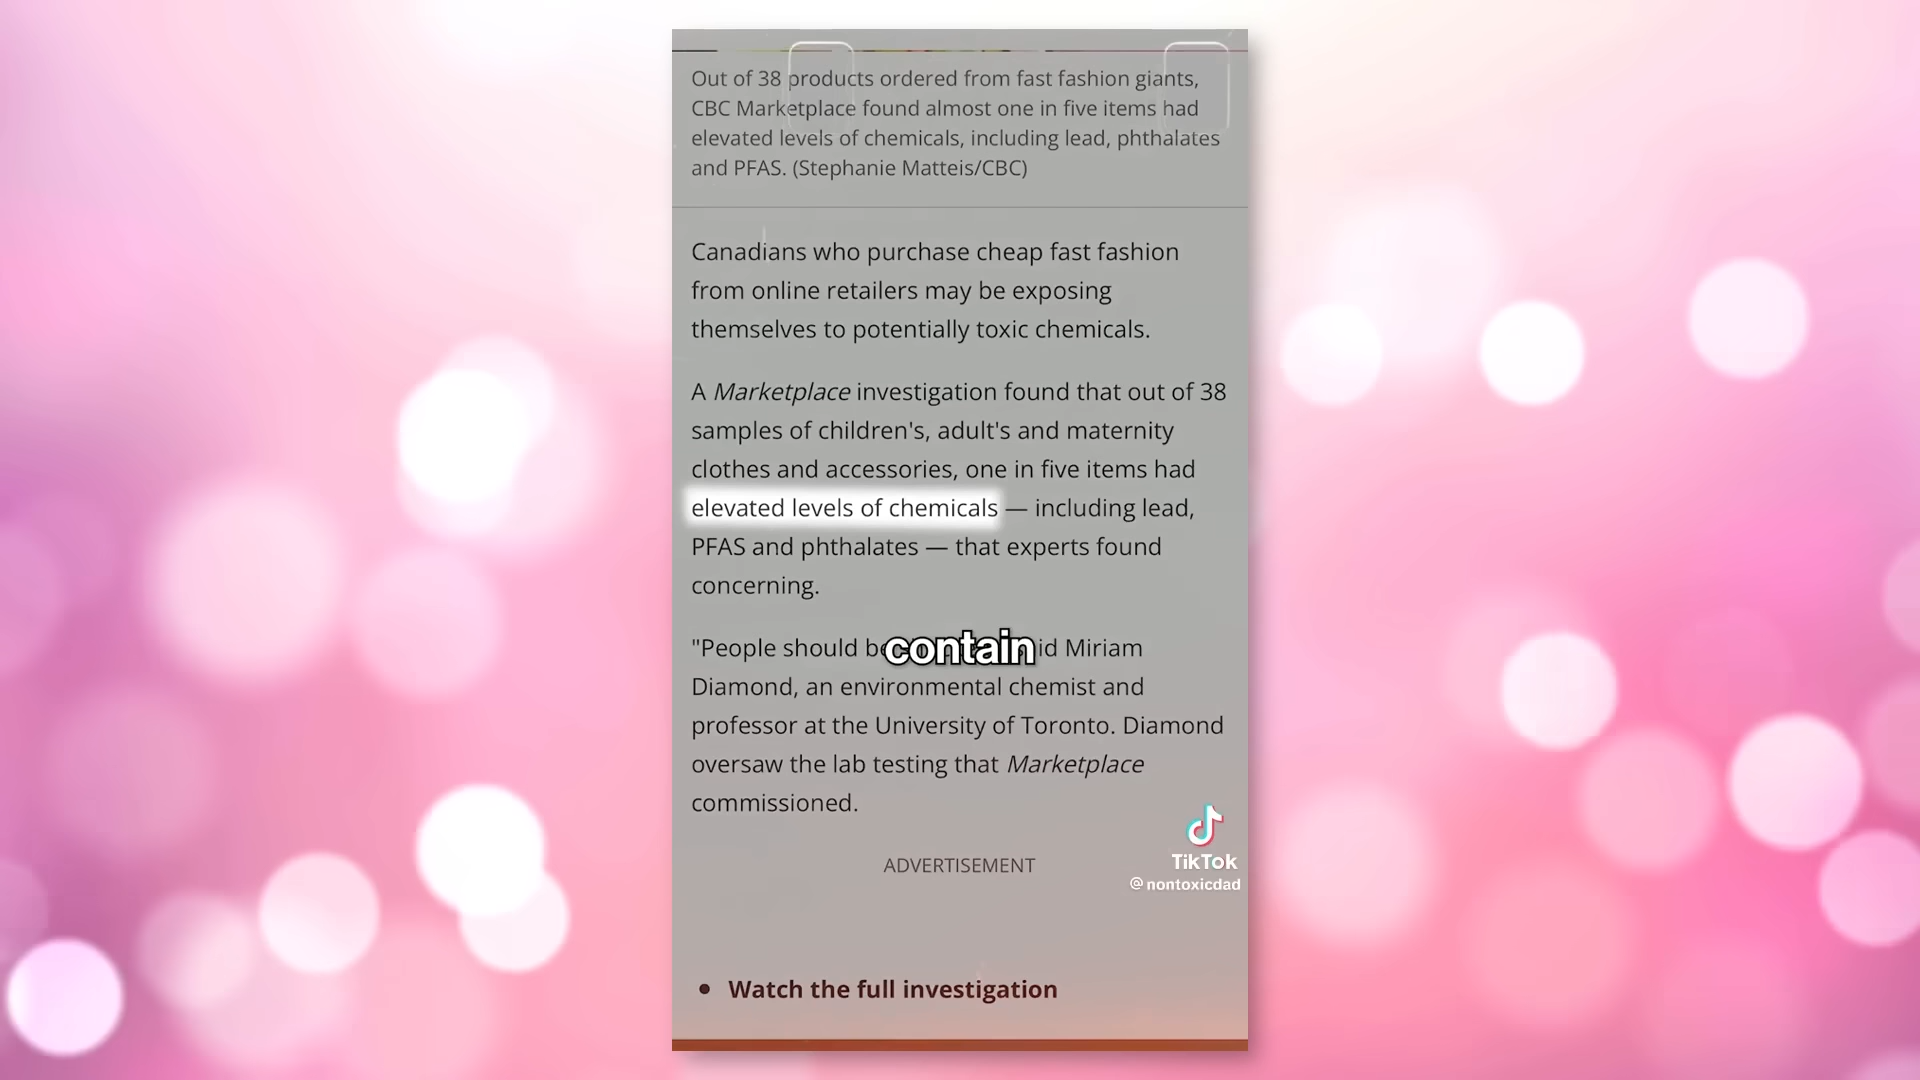 Out of 38 products ordered from fast fashion giants,
CBC Marketplace found almost one in five items had
elevated levels of chemicals, including lead, phthalates
and PFAS. (Stephanie Matteis/CBC)
Canadians who purchase cheap fast fashion
from online retailers may be exposing
themselves to potentially toxic chemicals.
A Marketplace investigation found that out of 38
samples of children's, adult's and maternity
clothes and accessories, one in five items had
elevated levels of chemicals — including lead,
PFAS and phthalates — that experts found
concerning.
"People should Miriam
contain
Diamond, an environmental chemist and
professor at the University of Toronto. Diamond
oversaw the lab testing that Marketplace
commissioned.
TikTok
@nontoxicdad
ADVERTISEMENT
• Watch the full investigation